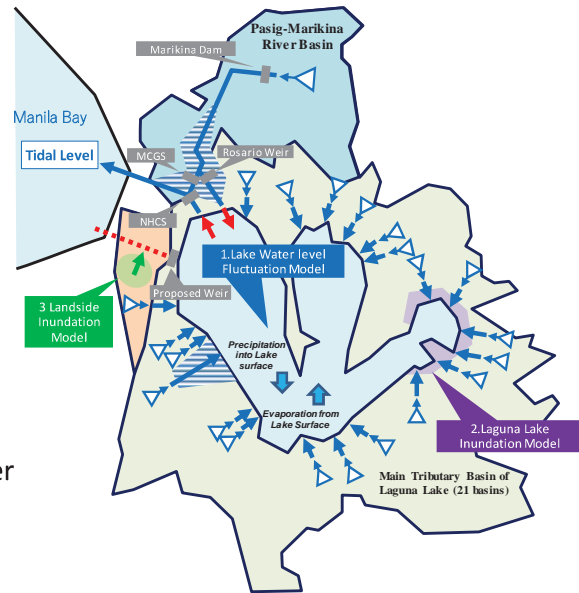 Pasig-Marikina
River Basin
Marikina Dam
Manila Bay
Tidal Level
MCGS
Rosario Weir
NHCS
1.Lake Water level
Fluctuation Model
Proposed Weir
3 Landside
Inundation
Model
Precipitation
into Lake
surface
Evaporation from
Lake Surface
2.Laguna Lake
Inundation Model
er
Main Tributary Basin of
Laguna Lake (21 basins)